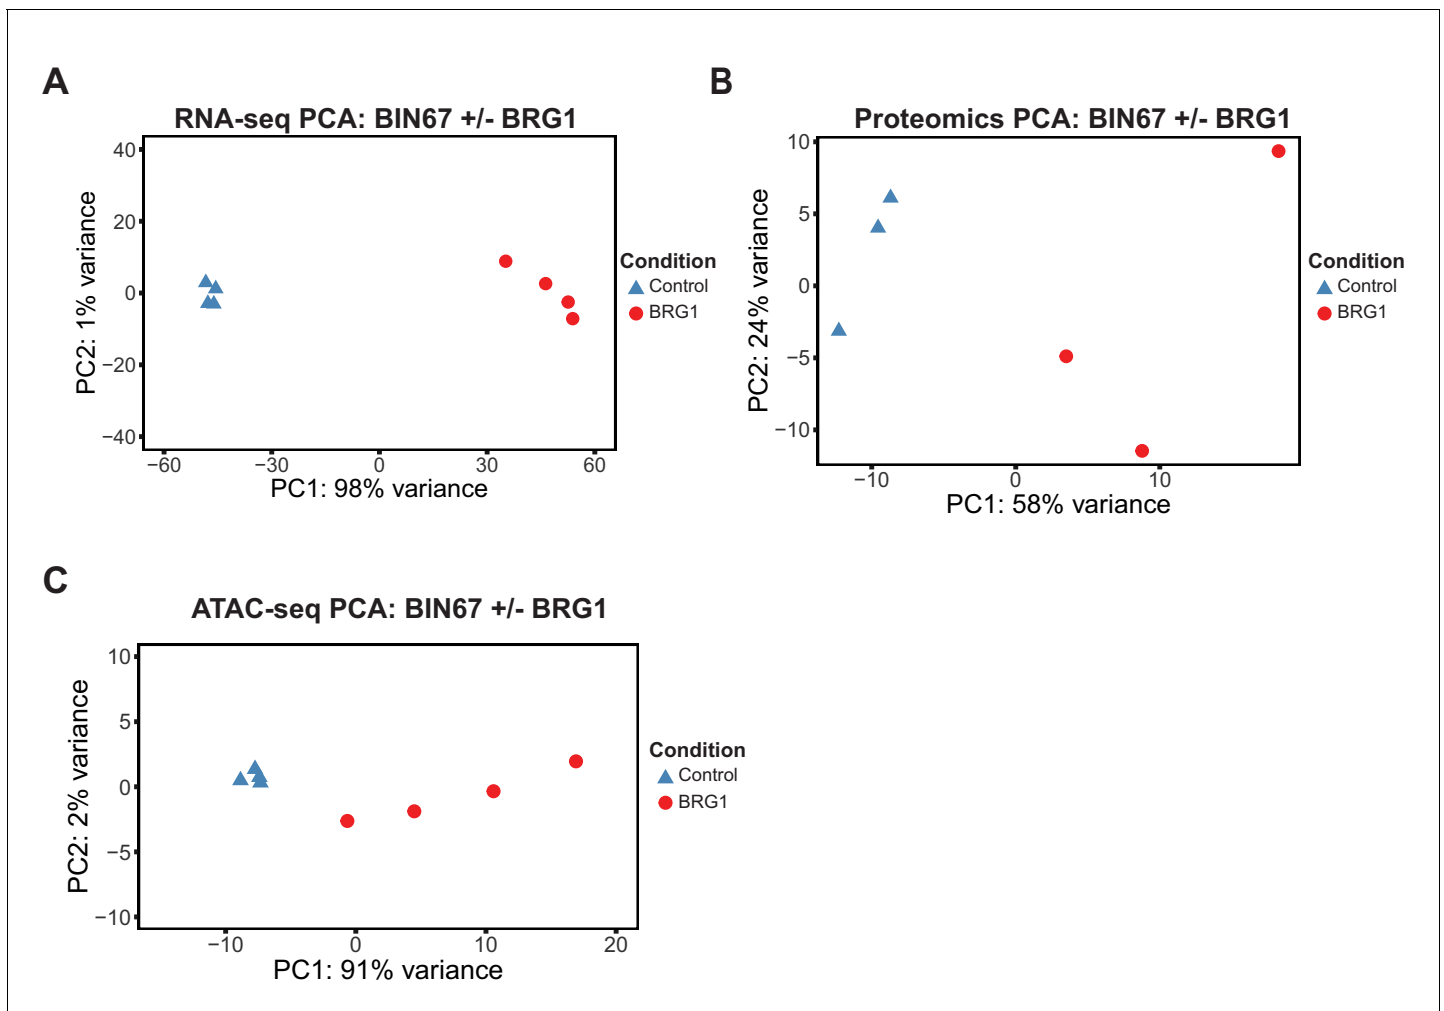 A
RNA-seq PCA: BIN67 +/- BRG1
40
20
0
−20
−40
PC2: 1% variance
−60
−30
0
30
60
PC1: 98% variance
Condition
Control
BRG1
B
Proteomics PCA: BIN67 +/- BRG1
10
5
0
−5
−10
PC2: 24% variance
−10
0
10
PC1: 58% variance
Condition
Control
BRG1
C
ATAC-seq PCA: BIN67 +/- BRG1
10
5
0
−5
−10
PC2: 2% variance
−10
0
10
20
PC1: 91% variance
Condition
Control
BRG1